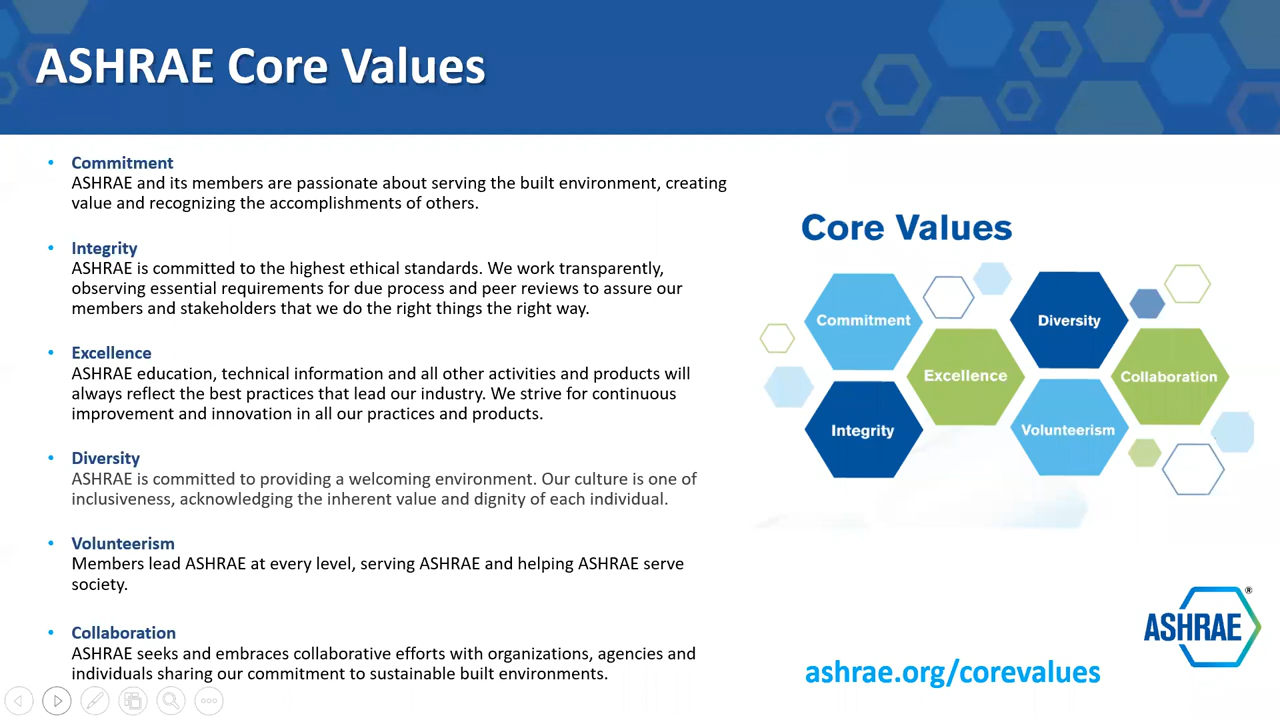 ASHRAE Core Values
• Commitment
ASHRAE and its members are passionate about serving the built environment, creating
value and recognizing the accomplishments of others.
• Integrity
ASHRAE is committed to the highest ethical standards. We work transparently,
observing essential requirements for due process and peer reviews to assure our
members and stakeholders that we do the right things the right way.
• Excellence
ASHRAE education, technical information and all other activities and products will
always reflect the best practices that lead our industry. We strive for continuous
improvement and innovation in all our practices and products.
• Diversity
ASHRAE is committed to providing a welcoming environment. Our culture is one of
inclusiveness, acknowledging the inherent value and dignity of each individual.
• Volunteerism
Members lead ASHRAE at every level, serving ASHRAE and helping ASHRAE serve
society.
• Collaboration
ASHRAE seeks and embraces collaborative efforts with organizations, agencies and
individuals sharing our commitment to sustainable built environments.
Core Values
Commitment
Diversity
Excellence
Collaboration
Integrity
Volunteerism
ASHRAE®
ashrae.org/corevalues